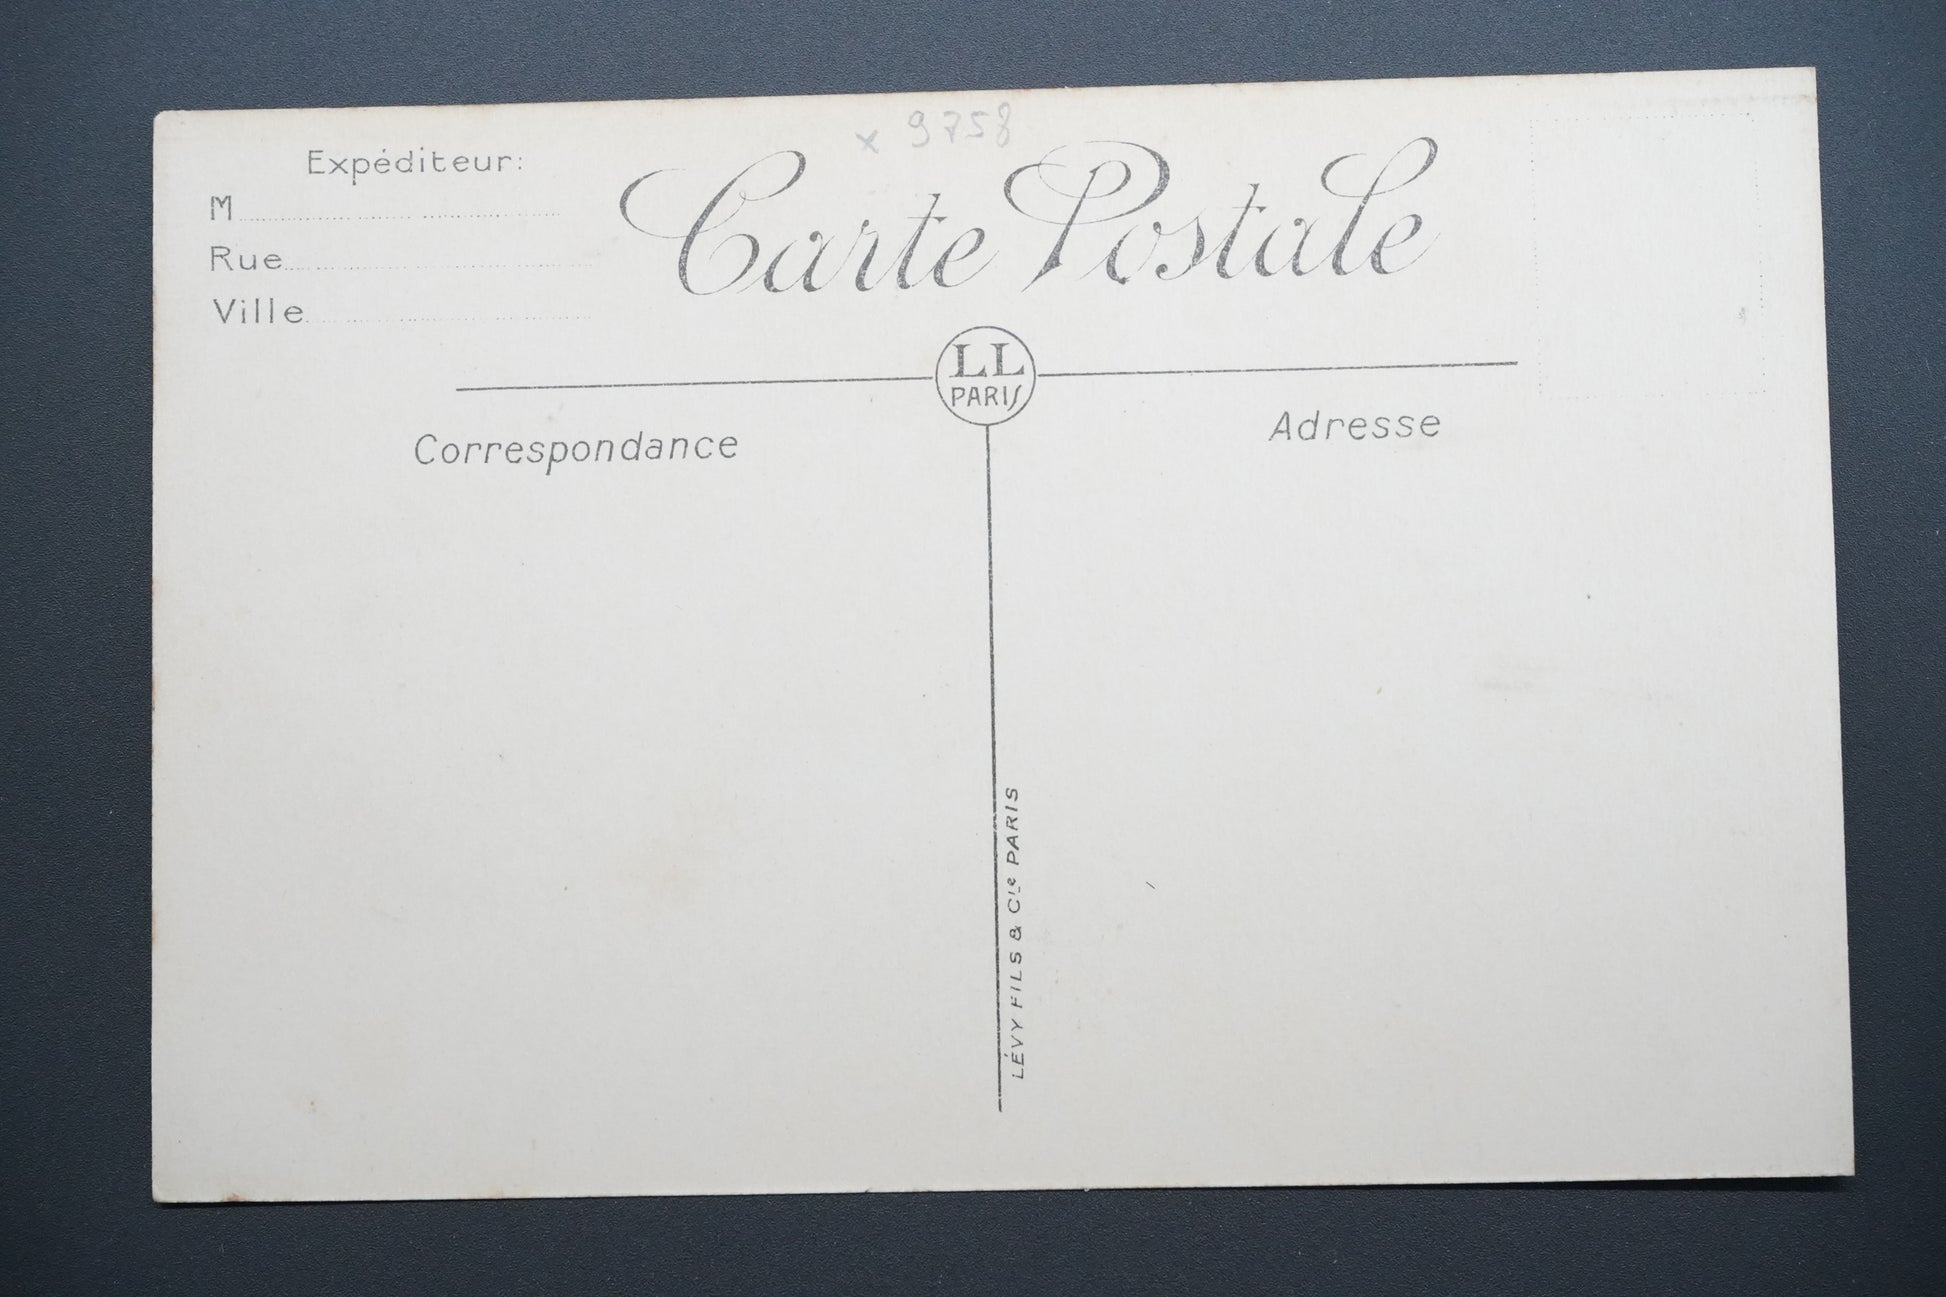 x 9758
Expéditeur:
M
Rue
Ville
Carte Postale
LL
PARIS
Correspondance
Adresse
LÉVY FILS & Cie PARIS